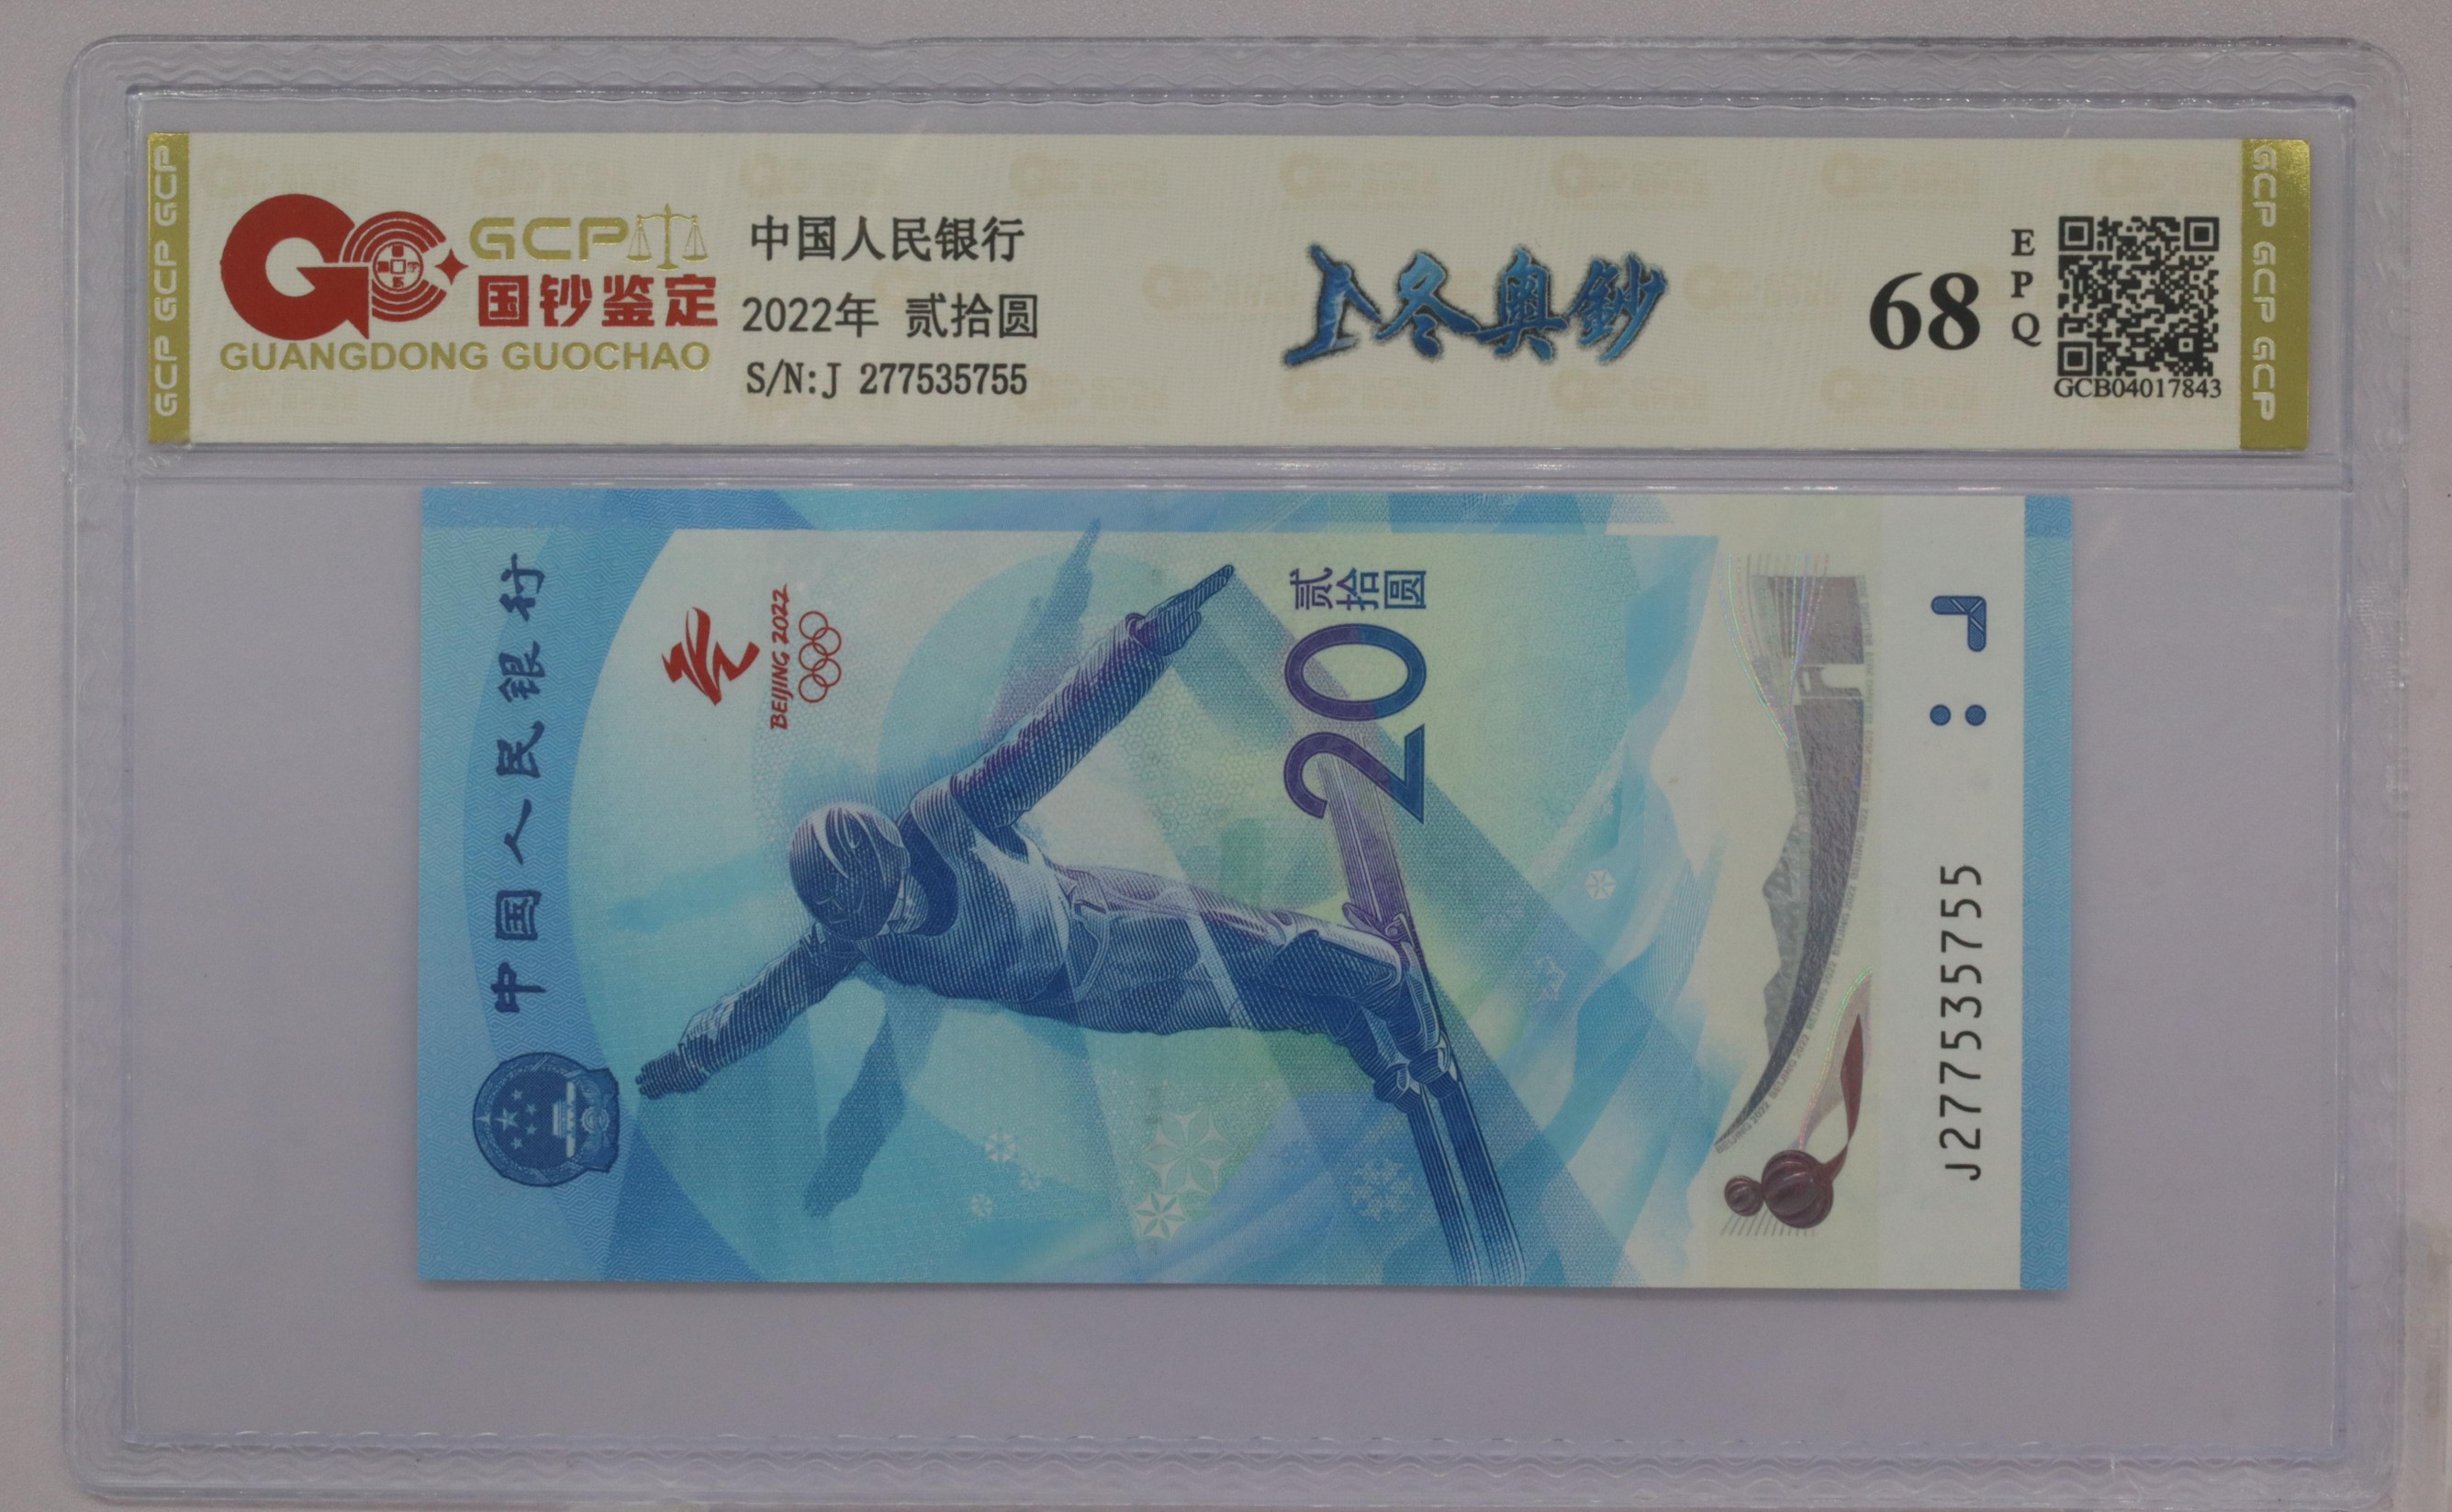 GCP GCP GCP
GCP
国钞鉴定
GUANGDONG GUOCHAO
中国人民银行
2022年 贰拾圆
S/N:J 277535755
冬奥鈔
68
EPQ
GCB04017843
GCP GCP GCP
中国人民银行
BEIJING 2022
贰拾圆
20
J277535755